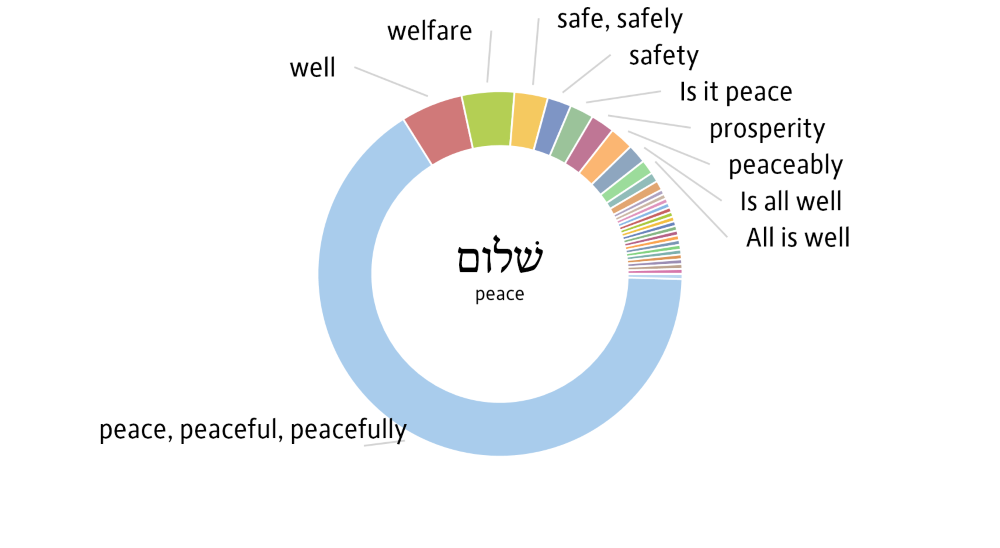 safe, safely
welfare
safety
well
Is it peace
prosperity
peaceably
Is all well
All is well
שׁלוֹם
peace
peace, peaceful, peacefully